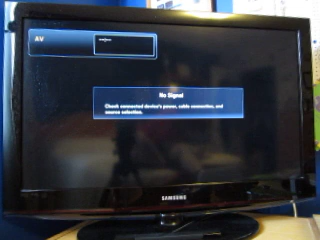 AV
No Signal
Check connected device's power, cable connection, and
source selection.
SAMSUNG